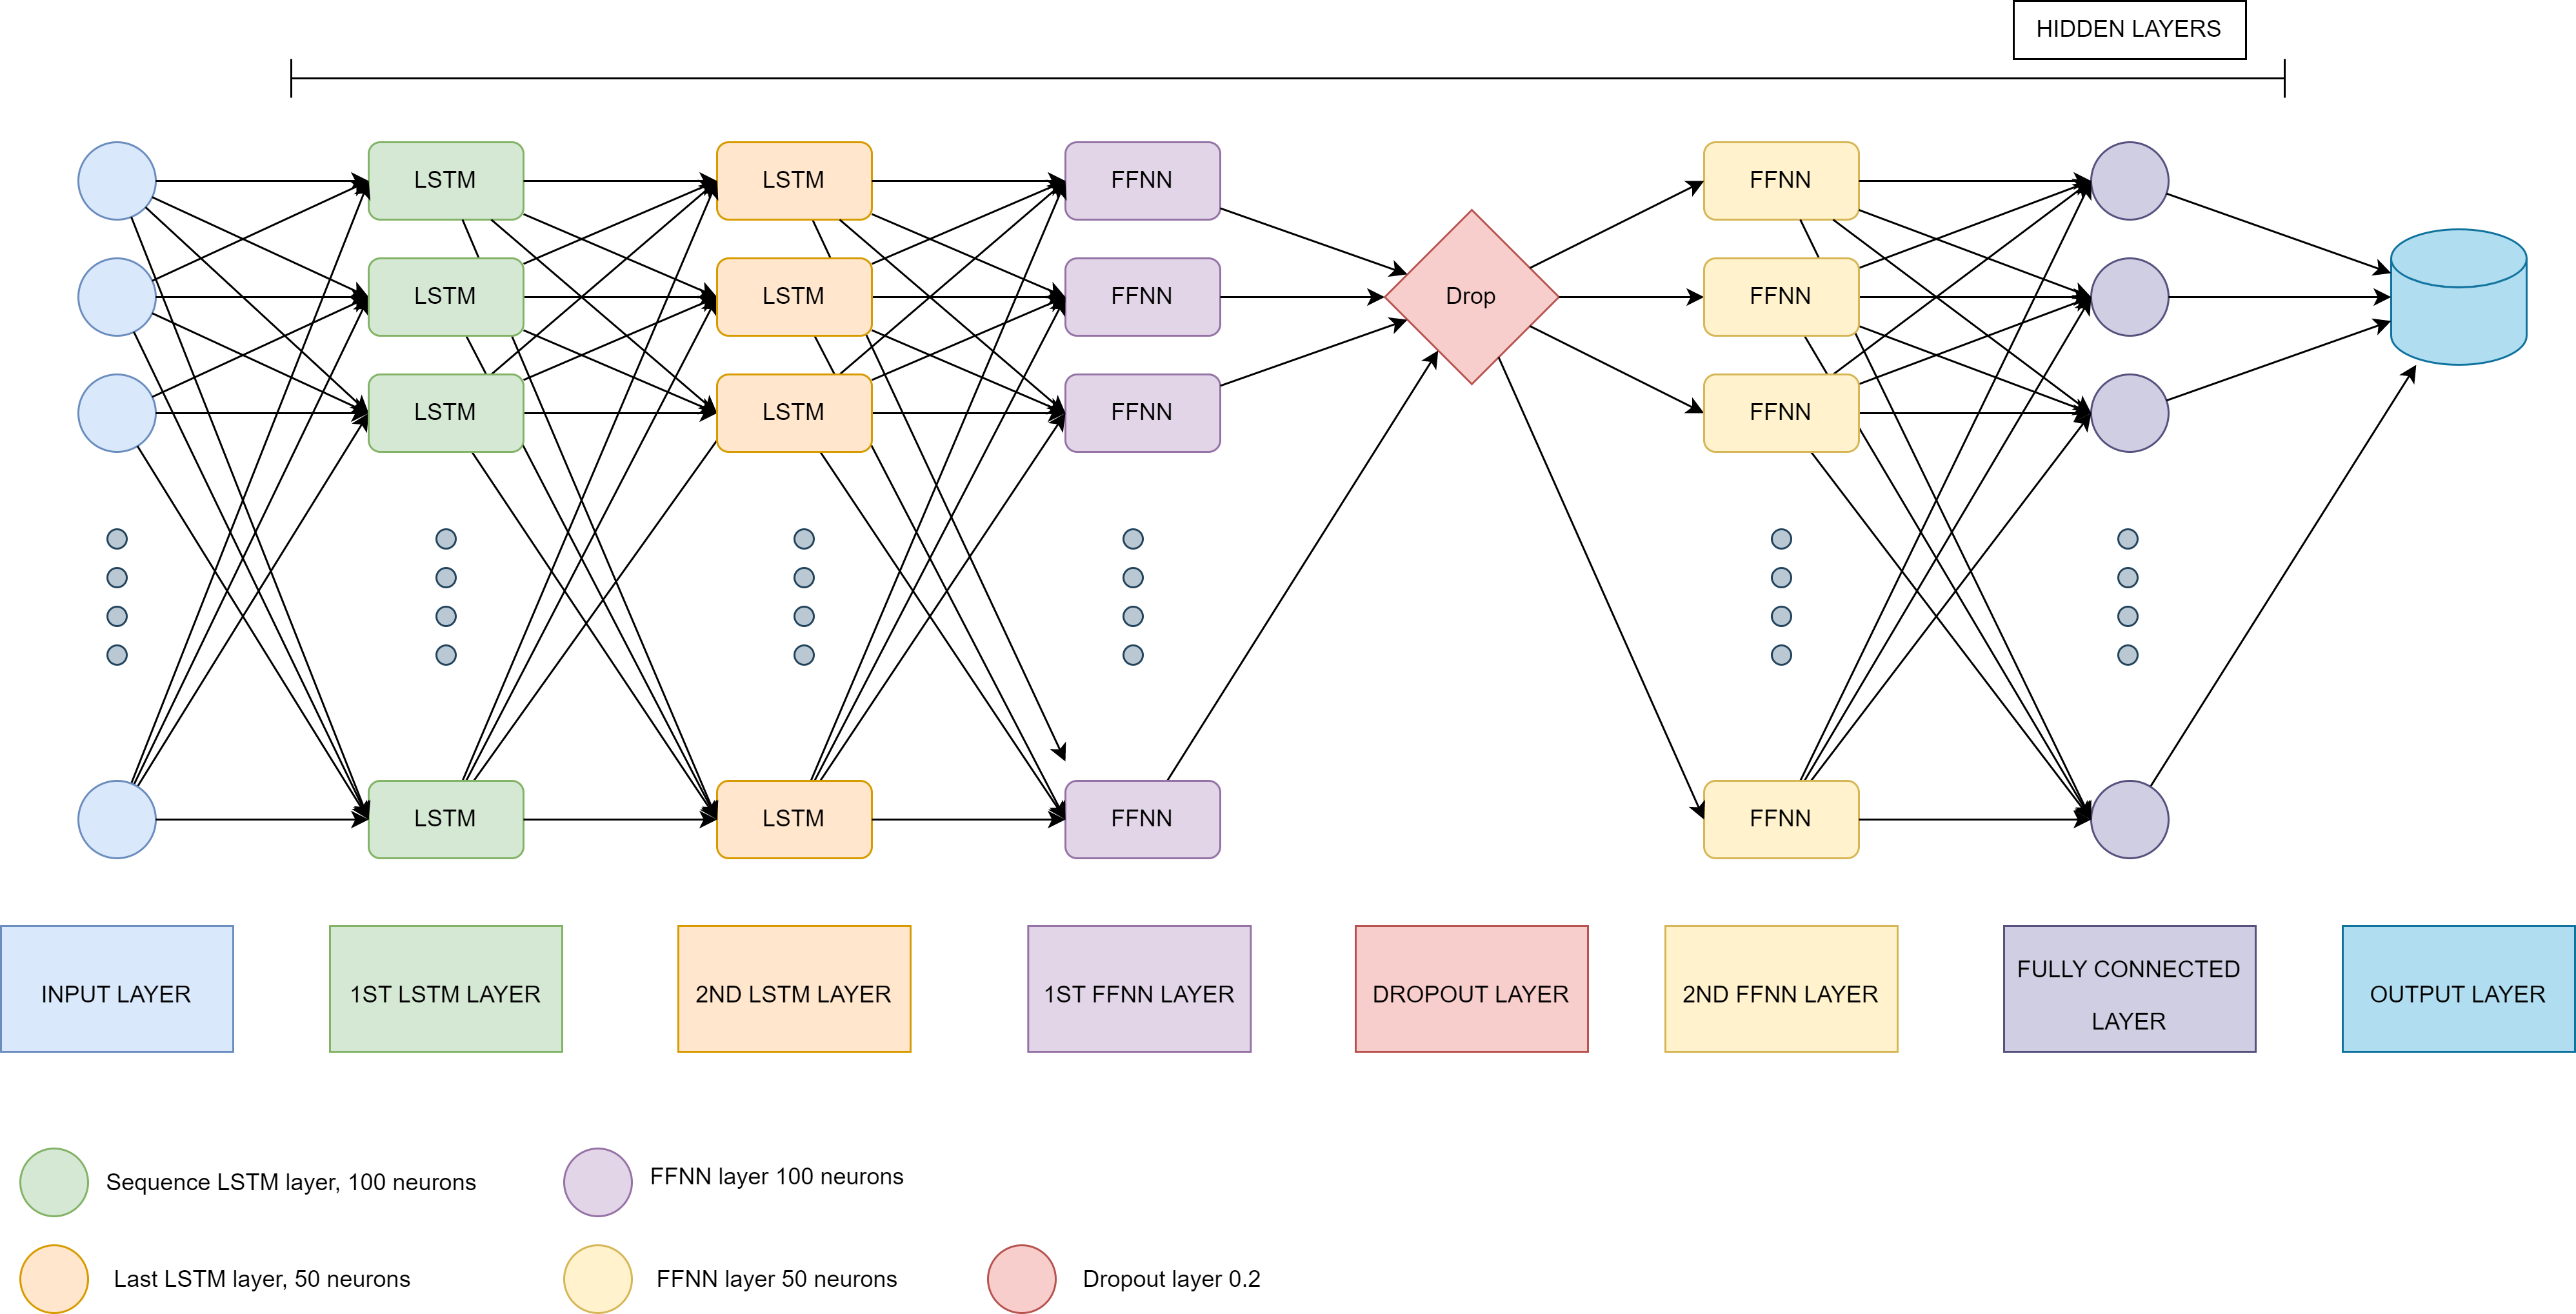 HIDDEN LAYERS
LSTM
LSTM
FFNN
FFNN
LSTM
LSTM
FFNN
Drop
FFNN
LSTM
LSTM
FFNN
FFNN
LSTM
LSTM
FFNN
FFNN
INPUT LAYER
1ST LSTM LAYER
2ND LSTM LAYER
1ST FFNN LAYER
DROPOUT LAYER
2ND FFNN LAYER
FULLY CONNECTED
LAYER
OUTPUT LAYER
Sequence LSTM layer, 100 neurons
FFNN layer 100 neurons
Last LSTM layer, 50 neurons
FFNN layer 50 neurons
Dropout layer 0.2